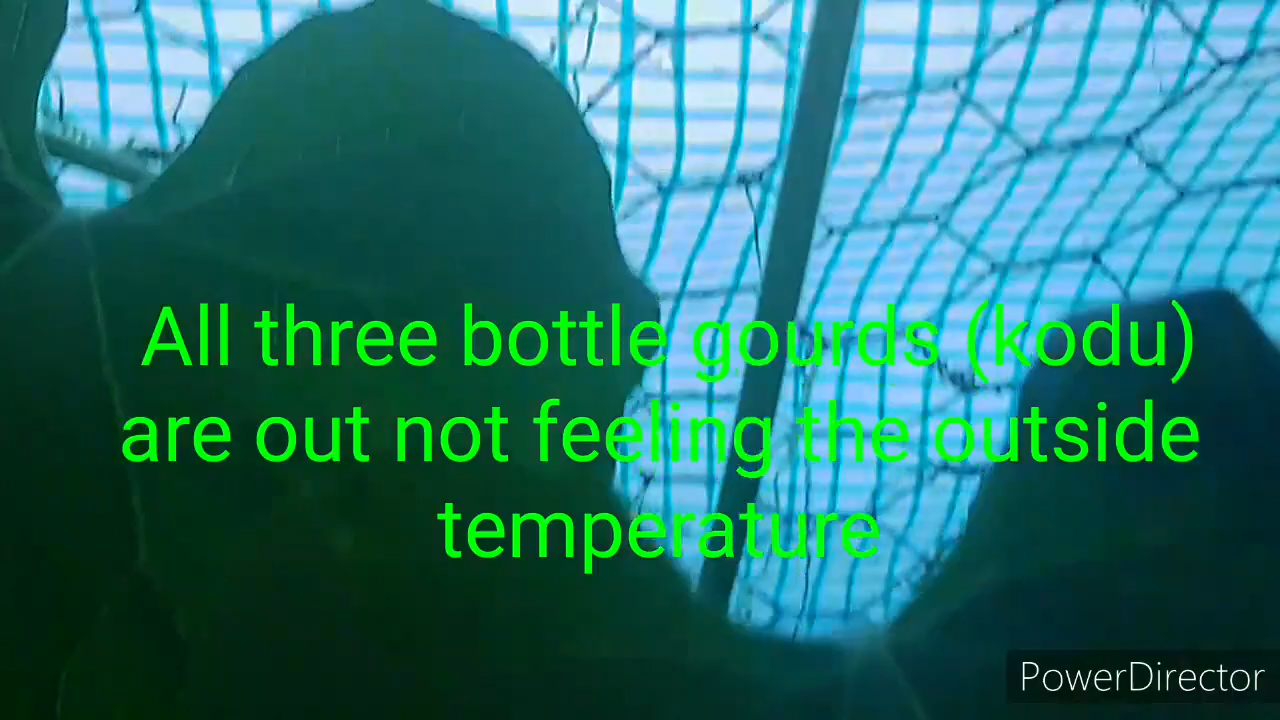 All three bottle gourds (kodu)
are out not feeling the outside
temperature
PowerDirector